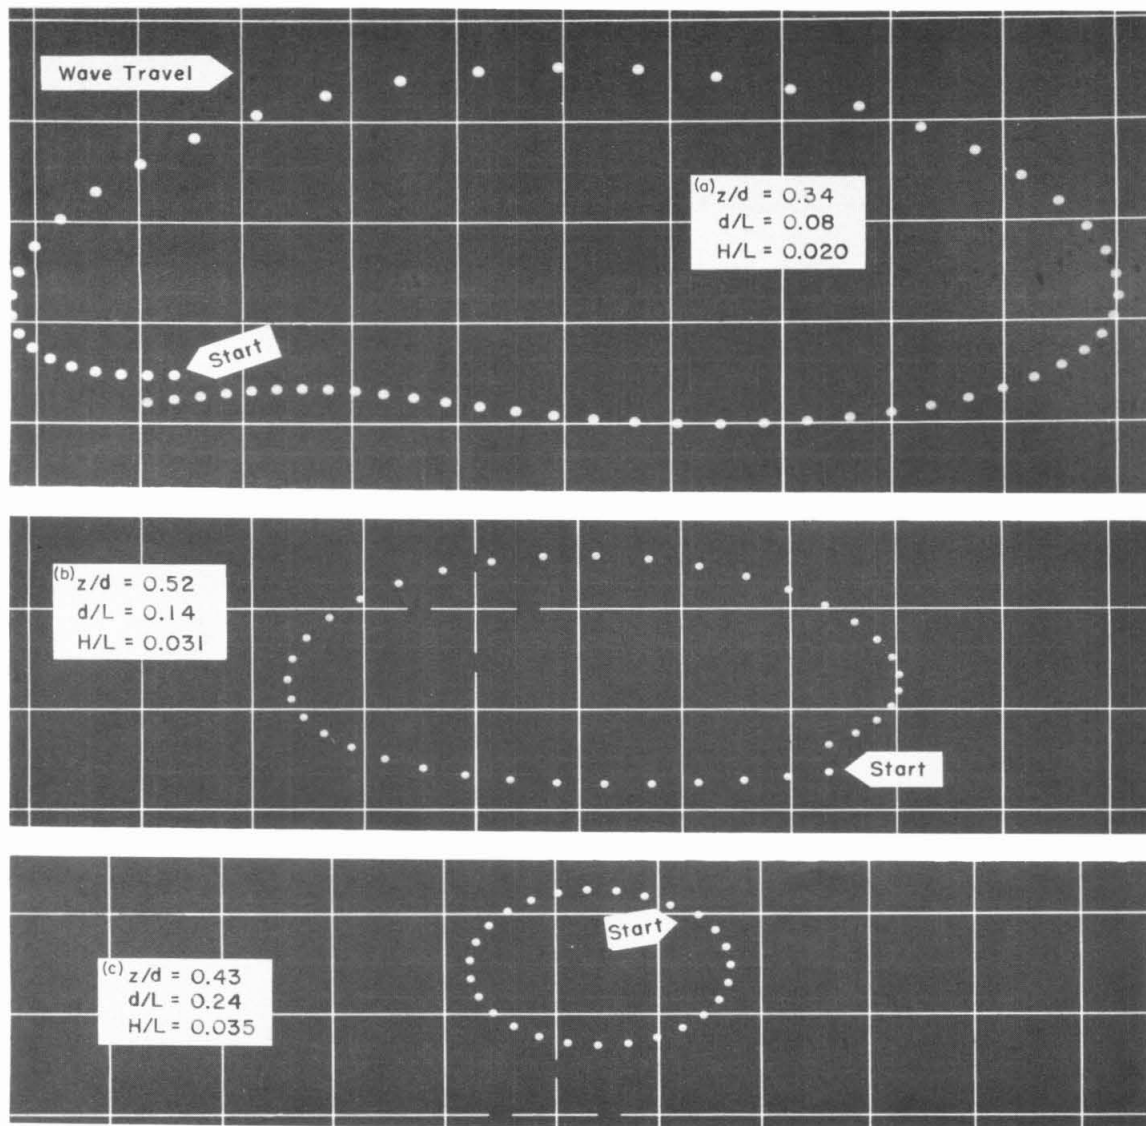 Wave Travel
(a) z/d = 0.34
d/L = 0.08
H/L = 0.020
Start
(b) z/d = 0.52
d/L = 0.14
H/L = 0.031
Start
Start
(c) z/d = 0.43
d/L = 0.24
H/L = 0.035